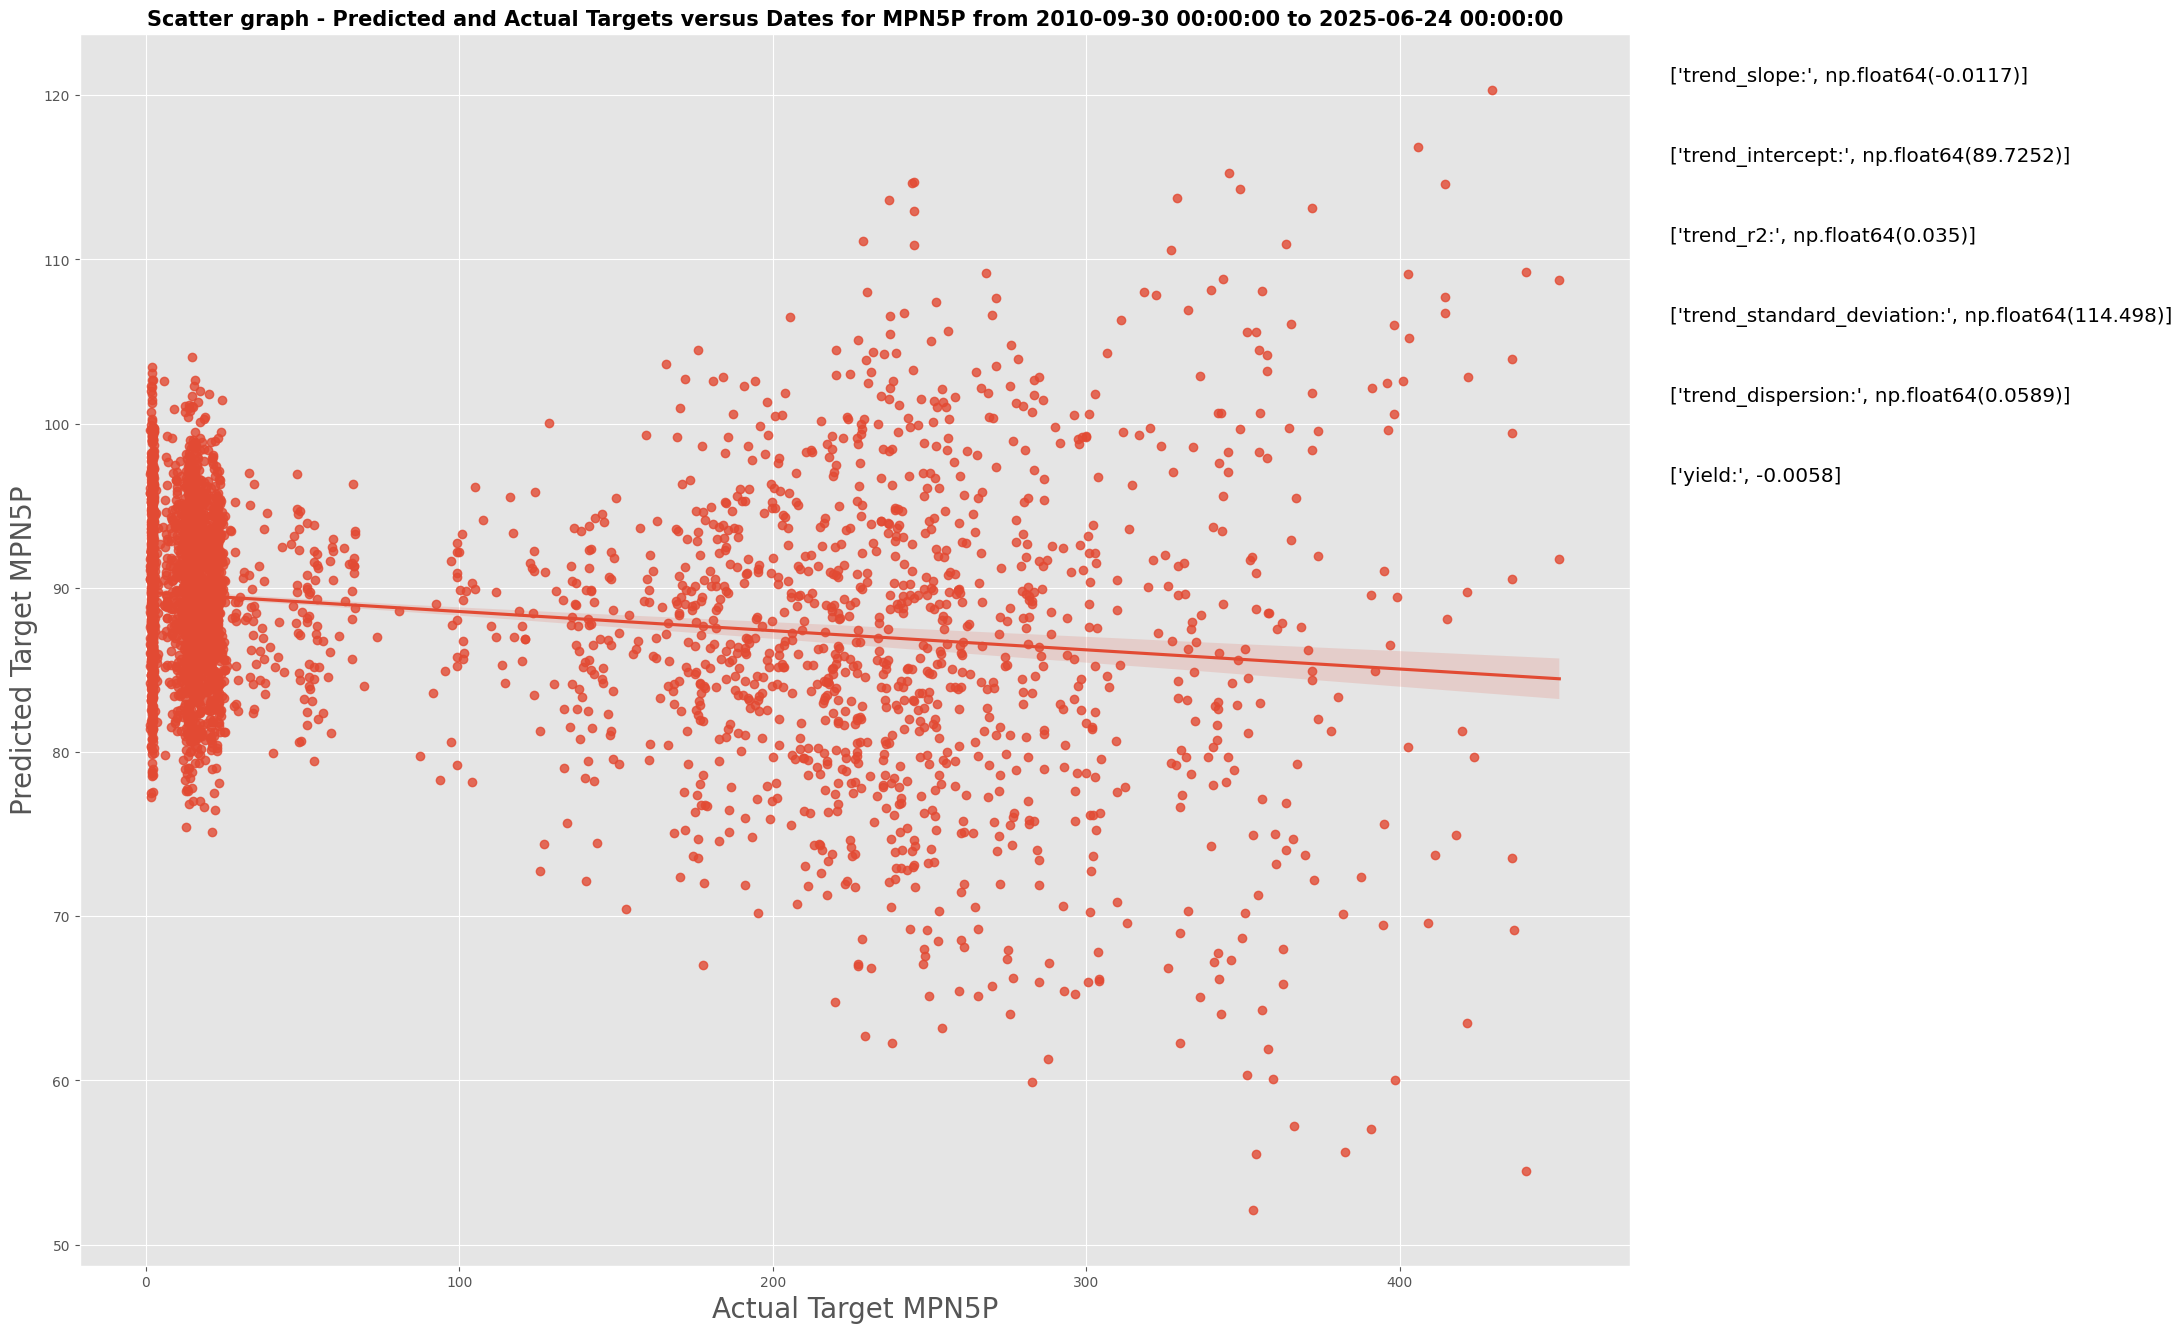 Scatter graph - Predicted and Actual Targets versus Dates for MPN5P from 2010-09-30 00:00:00 to 2025-06-24 00:00:00
['trend_slope:', np.float64(-0.0117)]
['trend_intercept:', np.float64(89.7252)]
['trend_r2:', np.float64(0.035)]
['trend_standard_deviation:', np.float64(114.498)]
['trend_dispersion:', np.float64(0.0589)]
['yield:', -0.0058]
Predicted Target MPN5P
120
110
100
90
80
70
60
50
0
100
200
300
400
Actual Target MPN5P